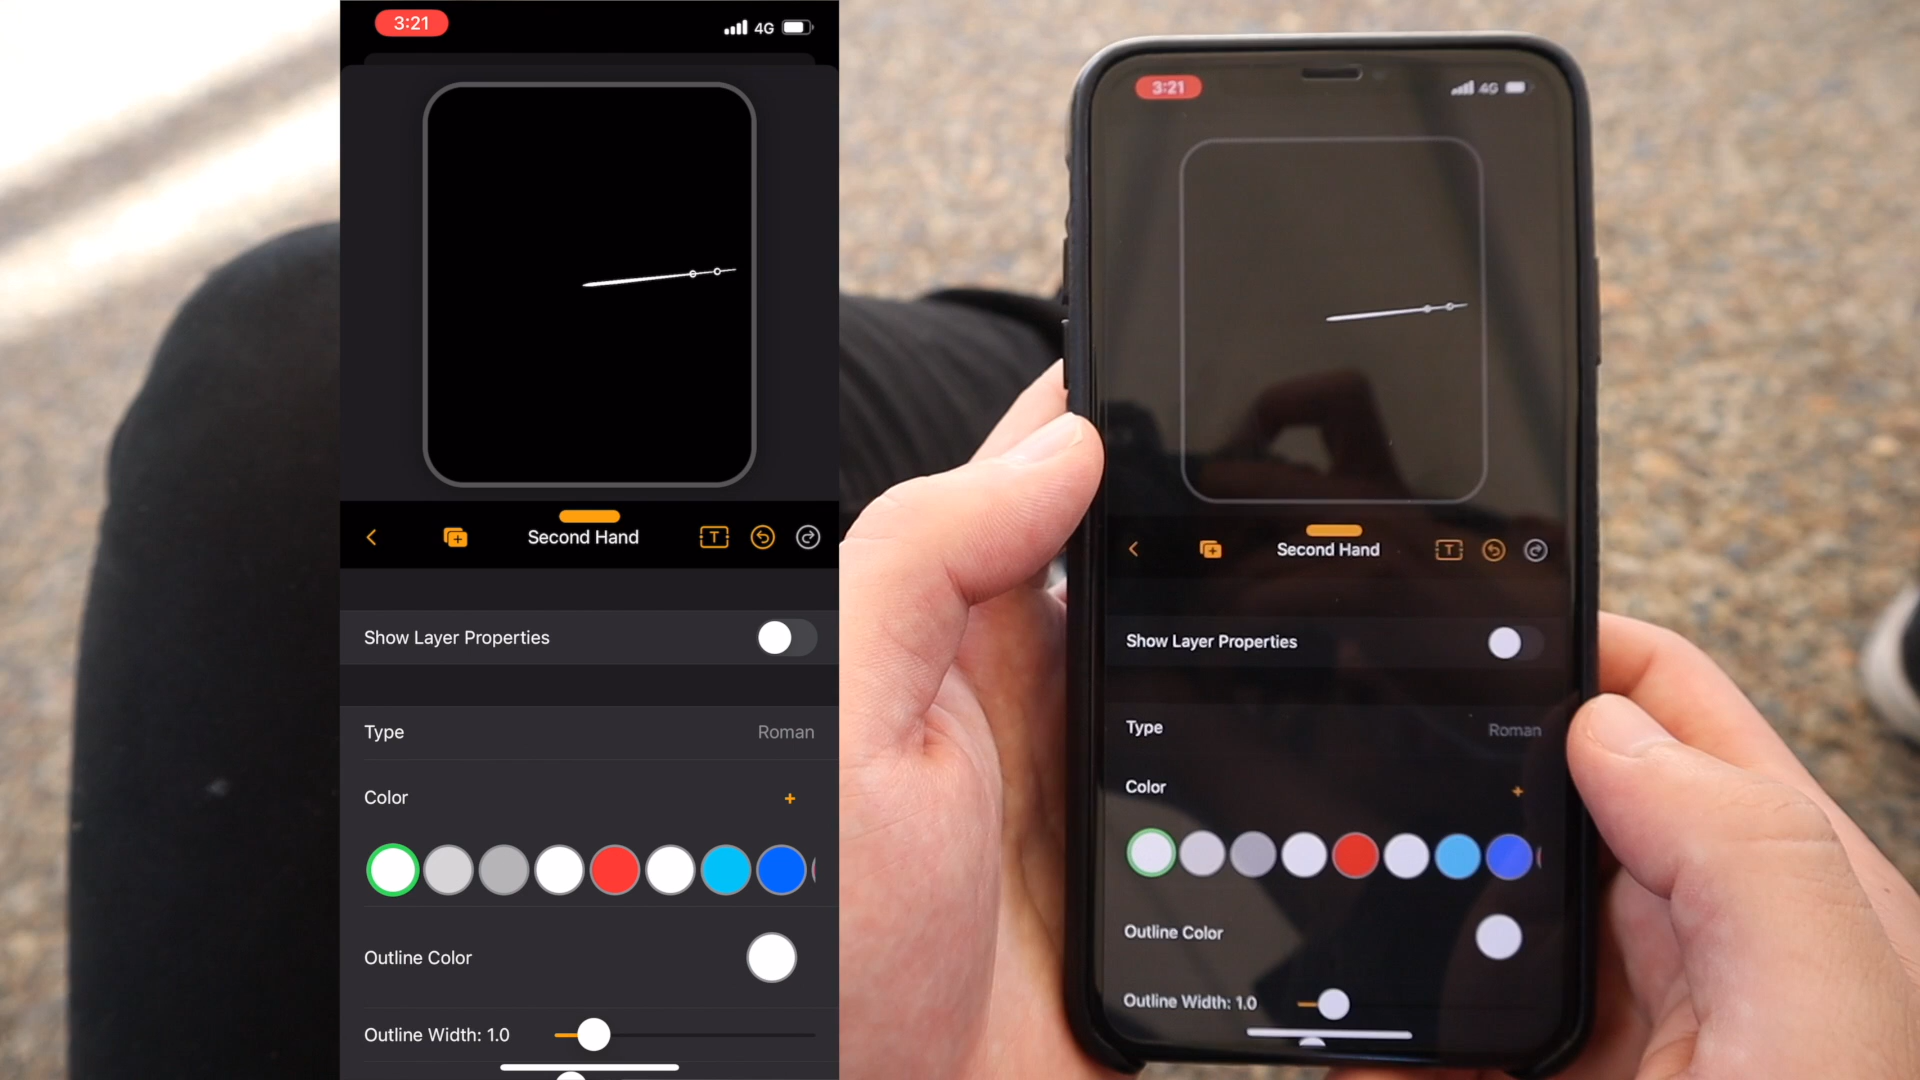 3:21 4G
T
Second Hand
Show Layer Properties
Type Roman
Color +
Outline Color
Outline Width: 1.0
3:21 4G
T
Second Hand
Show Layer Properties
Type Roman
Color +
Outline Color
Outline Width: 1.0